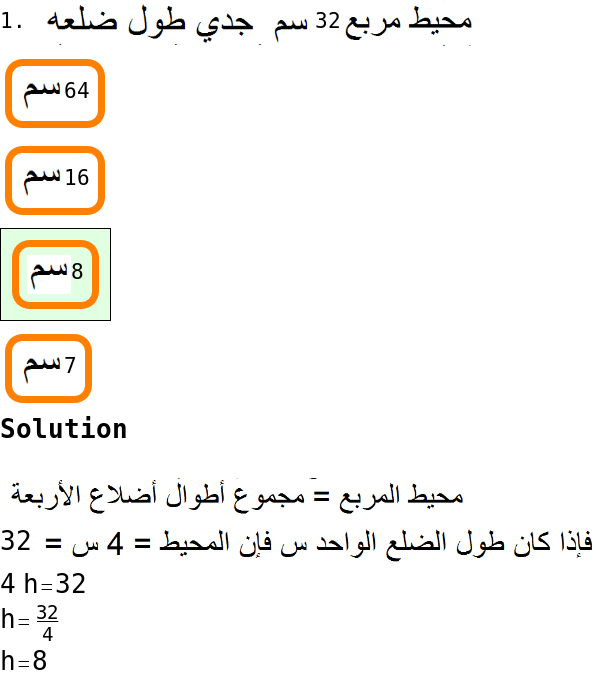 1. محيط مربع 32 سم جدي طول ضلعه
64 سم
16 سم
8 سم
7 سم
Solution
محيط المربع = مجموع أطوال أضلاع الأربعة
فإذا كان طول الضلع الواحد س فإن المحيط = 4 س = 32
4 h=32
h= 32/4
h=8